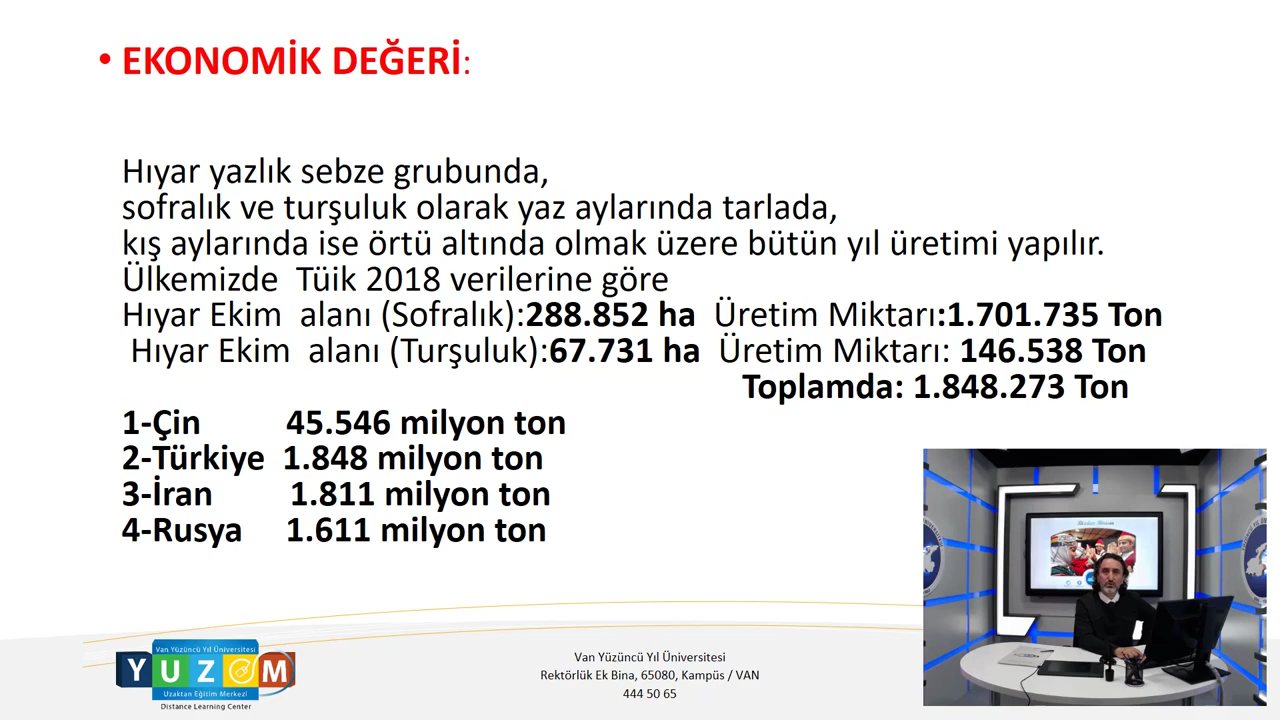 • EKONOMİK DEĞERİ:
Hıyar yazlık sebze grubunda,
sofralık ve turşuluk olarak yaz aylarında tarlada,
kış aylarında ise örtü altında olmak üzere bütün yıl üretimi yapılır.
Ülkemizde Tüik 2018 verilerine göre
Hıyar Ekim alanı (Sofralık):288.852 ha Üretim Miktarı:1.701.735 Ton
Hıyar Ekim alanı (Turşuluk):67.731 ha Üretim Miktarı: 146.538 Ton
Toplamda: 1.848.273 Ton
1-Çin 45.546 milyon ton
2-Türkiye 1.848 milyon ton
3-İran 1.811 milyon ton
4-Rusya 1.611 milyon ton
Van Yüzüncü Yıl Üniversitesi
YUZEM
Uzaktan Eğitim Merkezi
Distance Learning Center
Van Yüzüncü Yıl Üniversitesi
Rektörlük Ek Bina, 65080, Kampüs / VAN
444 50 65